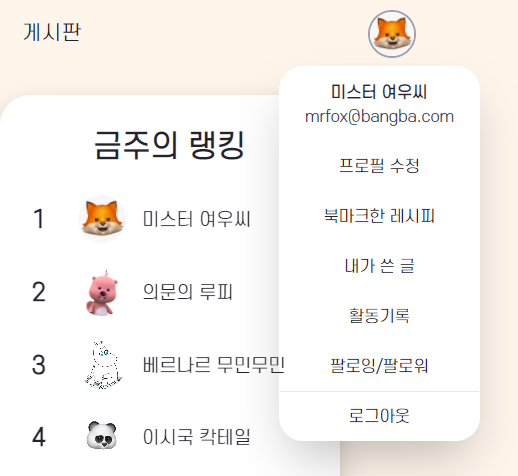 게시판
미스터 여우씨
mrfox@bangba.com
프로필 수정
북마크한 레시피
내가 쓴 글
활동기록
팔로잉/팔로워
로그아웃
금주의 랭킹
1 미스터 여우씨
2 의문의 루피
3 베르나르 무민무민
4 이시국 칵테일